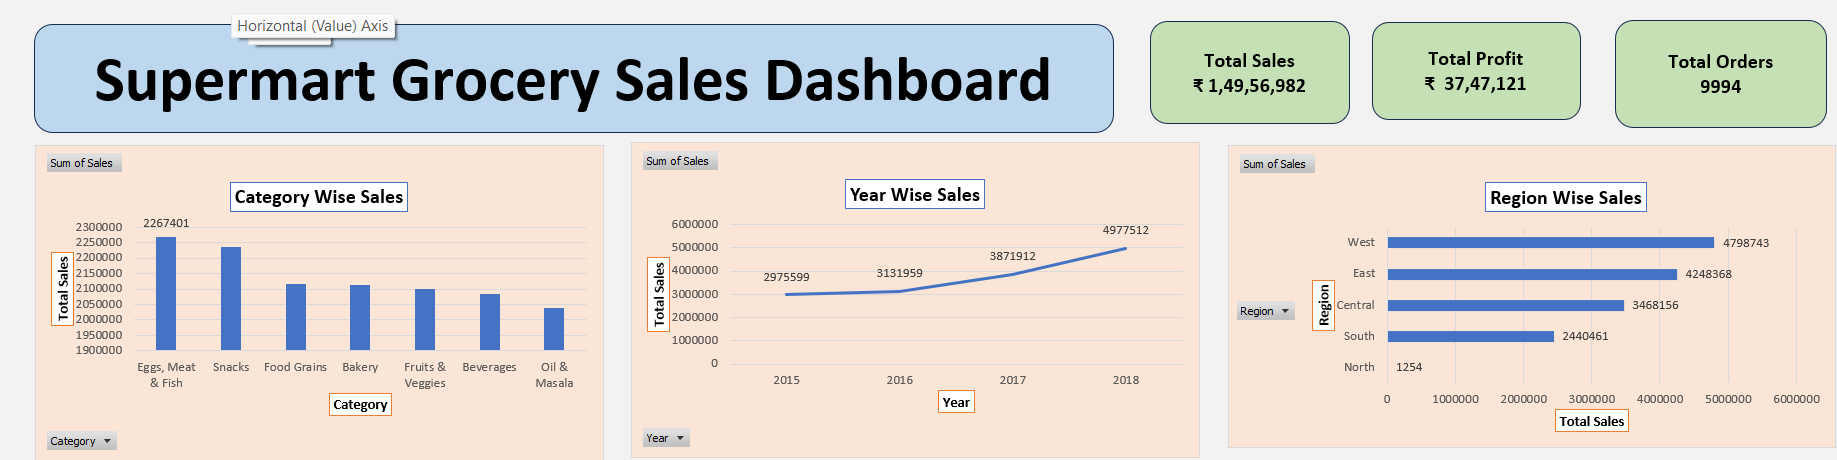 Horizontal (Value) Axis
Supermart Grocery Sales Dashboard
Total Sales
₹ 1,49,56,982
Total Profit
₹ 37,47,121
Total Orders
9994
Sum of Sales
Category Wise Sales
2267401
2300000
2250000
2200000
2150000
2100000
2050000
2000000
1950000
1900000
Total Sales
Eggs, Meat
& Fish
Snacks
Food Grains
Bakery
Fruits &
Veggies
Beverages
Oil &
Masala
Category
Category
Sum of Sales
Year Wise Sales
6000000
5000000
4000000
3000000
2000000
1000000
0
Total Sales
2975599
3131959
3871912
4977512
2015
2016
2017
2018
Year
Year
Sum of Sales
Region Wise Sales
Region
Region
West
4798743
East
4248368
Central
3468156
South
2440461
North
1254
0
1000000
2000000
3000000
4000000
5000000
6000000
Total Sales